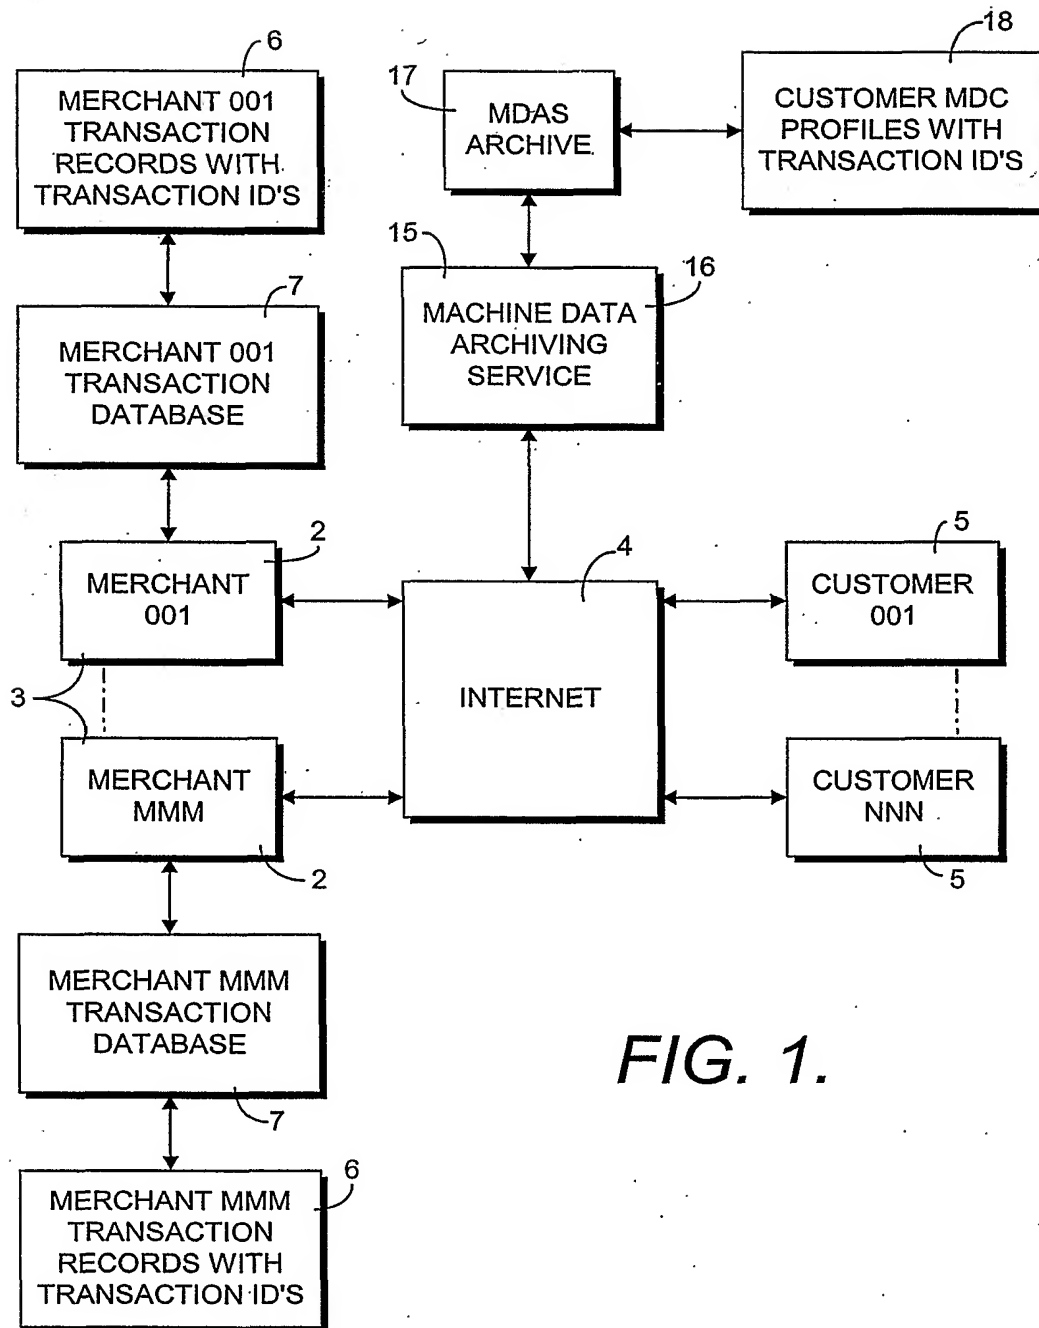 6
MERCHANT 001
TRANSACTION
RECORDS WITH
TRANSACTION ID'S
17
MDAS
ARCHIVE
18
CUSTOMER MDC
PROFILES WITH
TRANSACTION ID'S
7
MERCHANT 001
TRANSACTION
DATABASE
15
16
MACHINE DATA
ARCHIVING
SERVICE
2
MERCHANT
001
4
INTERNET
5
CUSTOMER
001
3
MERCHANT
MMM
2
CUSTOMER
NNN
5
MERCHANT MMM
TRANSACTION
DATABASE
7
FIG. 1.
6
MERCHANT MMM
TRANSACTION
RECORDS WITH
TRANSACTION ID'S